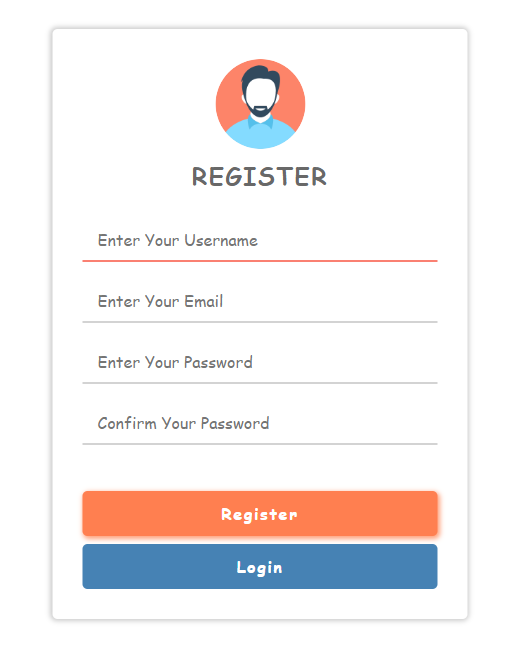 REGISTER
Enter Your Username
Enter Your Email
Enter Your Password
Confirm Your Password
Register
Login